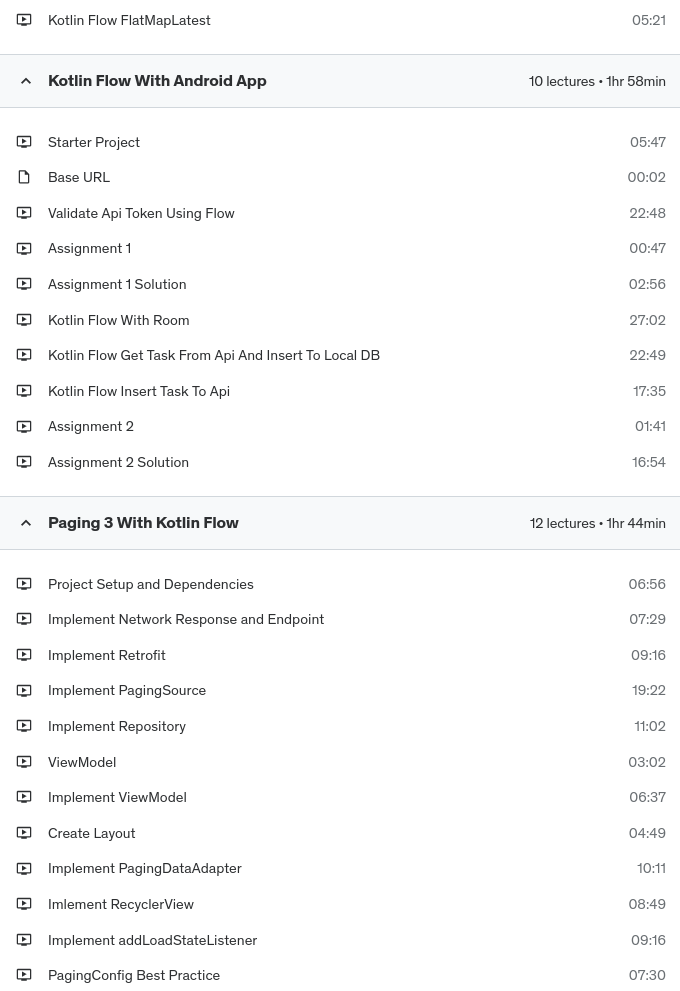 Kotlin Flow FlatMapLatest 05:21
Kotlin Flow With Android App 10 lectures • 1hr 58min
Starter Project 05:47
Base URL 00:02
Validate Api Token Using Flow 22:48
Assignment 1 00:47
Assignment 1 Solution 02:56
Kotlin Flow With Room 27:02
Kotlin Flow Get Task From Api And Insert To Local DB 22:49
Kotlin Flow Insert Task To Api 17:35
Assignment 2 01:41
Assignment 2 Solution 16:54
Paging 3 With Kotlin Flow 12 lectures • 1hr 44min
Project Setup and Dependencies 06:56
Implement Network Response and Endpoint 07:29
Implement Retrofit 09:16
Implement PagingSource 19:22
Implement Repository 11:02
ViewModel 03:02
Implement ViewModel 06:37
Create Layout 04:49
Implement PagingDataAdapter 10:11
Imlement RecyclerView 08:49
Implement addLoadStateListener 09:16
PagingConfig Best Practice 07:30